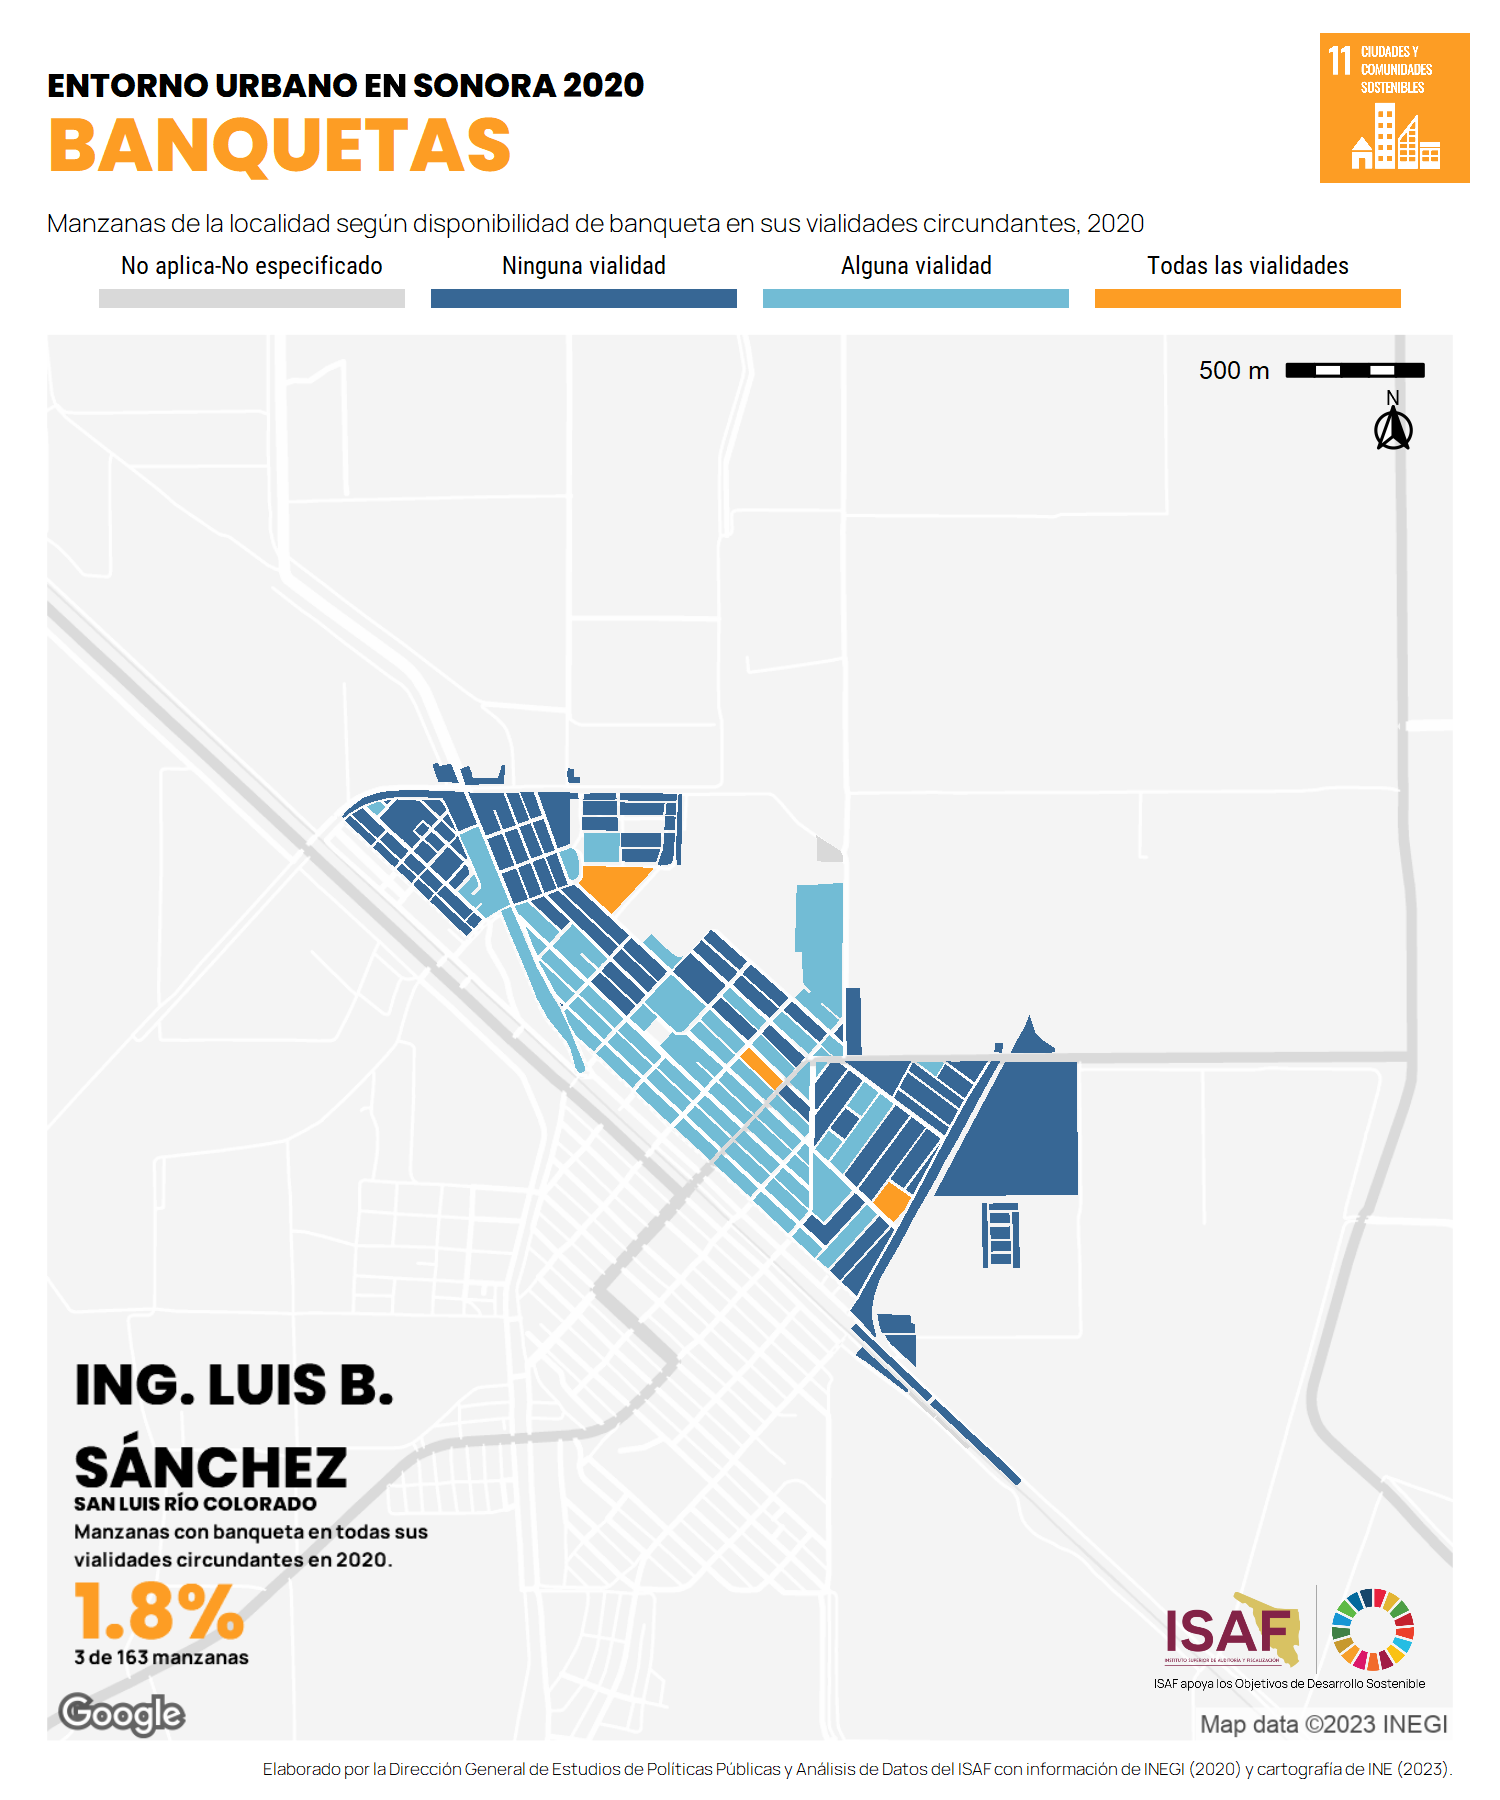 ENTORNO URBANO EN SONORA 2020
BANQUETAS
11 CIUDADES Y
COMUNIDADES
SOSTENIBLES
Manzanas de la localidad según disponibilidad de banqueta en sus vialidades circundantes, 2020
No aplica-No especificado
Ninguna vialidad
Alguna vialidad
Todas las vialidades
500 m
N
ING. LUIS B.
SÁNCHEZ
SAN LUIS RÍO COLORADO
Manzanas con banqueta en todas sus
vialidades circundantes en 2020.
1.8%
3 de 163 manzanas
ISAF
INSTITUTO SUPERIOR DE AUDITORÍA Y FISCALIZACIÓN
ISAF apoya los Objetivos de Desarrollo Sostenible
Google
Map data ©2023 INEGI
Elaborado por la Dirección General de Estudios de Políticas Públicas y Análisis de Datos del ISAF con información de INEGI (2020) y cartografía de INE (2023).